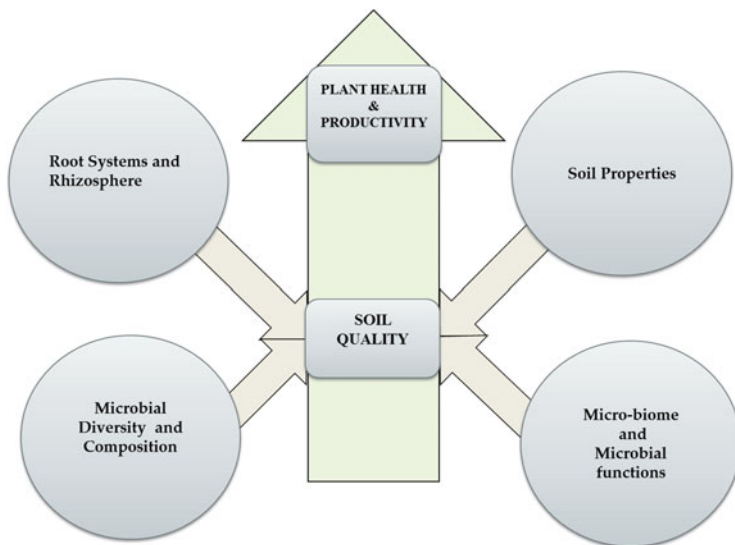 PLANT HEALTH
&
PRODUCTIVITY
Root Systems and
Rhizosphere
Soil Properties
SOIL
QUALITY
Microbial
Diversity and
Composition
Micro-biome
and
Microbial
functions